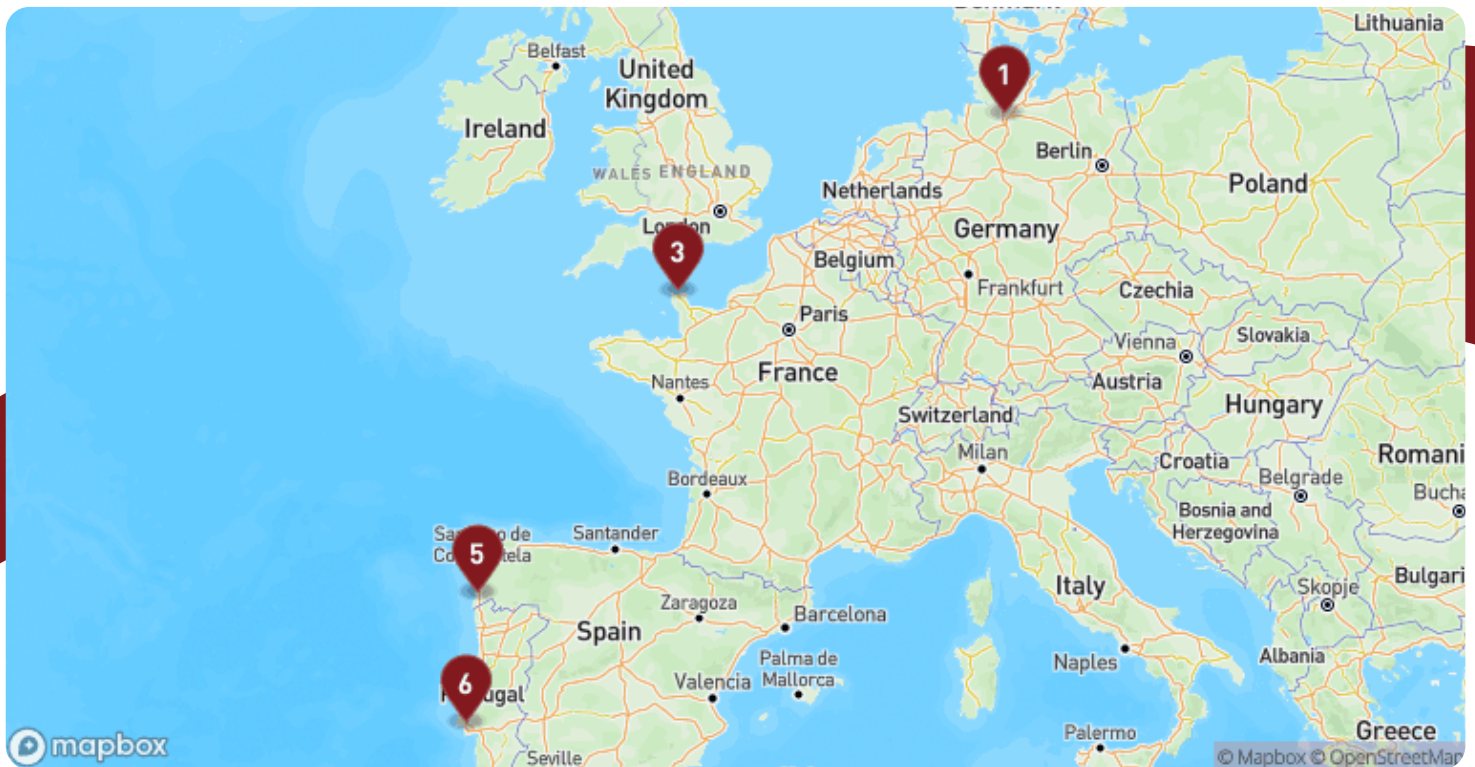 Lithuania
Belfast
United
Kingdom
1
Ireland
Berlin
WALES ENGLAND
Poland
Netherlands
London
Germany
3
Belgium
Frankfurt
Czechia
Paris
Slovakia
Vienna
France
Nantes
Austria
Hungary
Switzerland
Milan
Croatia
Romani
Bordeaux
Belgrade
Bucha
Bosnia and
Herzegovina
Santander
5
Italy
Skopje
Bulgari
Zaragoza
Barcelona
Spain
Albania
Palma de
Mallorca
Naples
Valencia
6
Palermo
Greece
mapbox
Seville
© Mapbox © OpenStreetMap